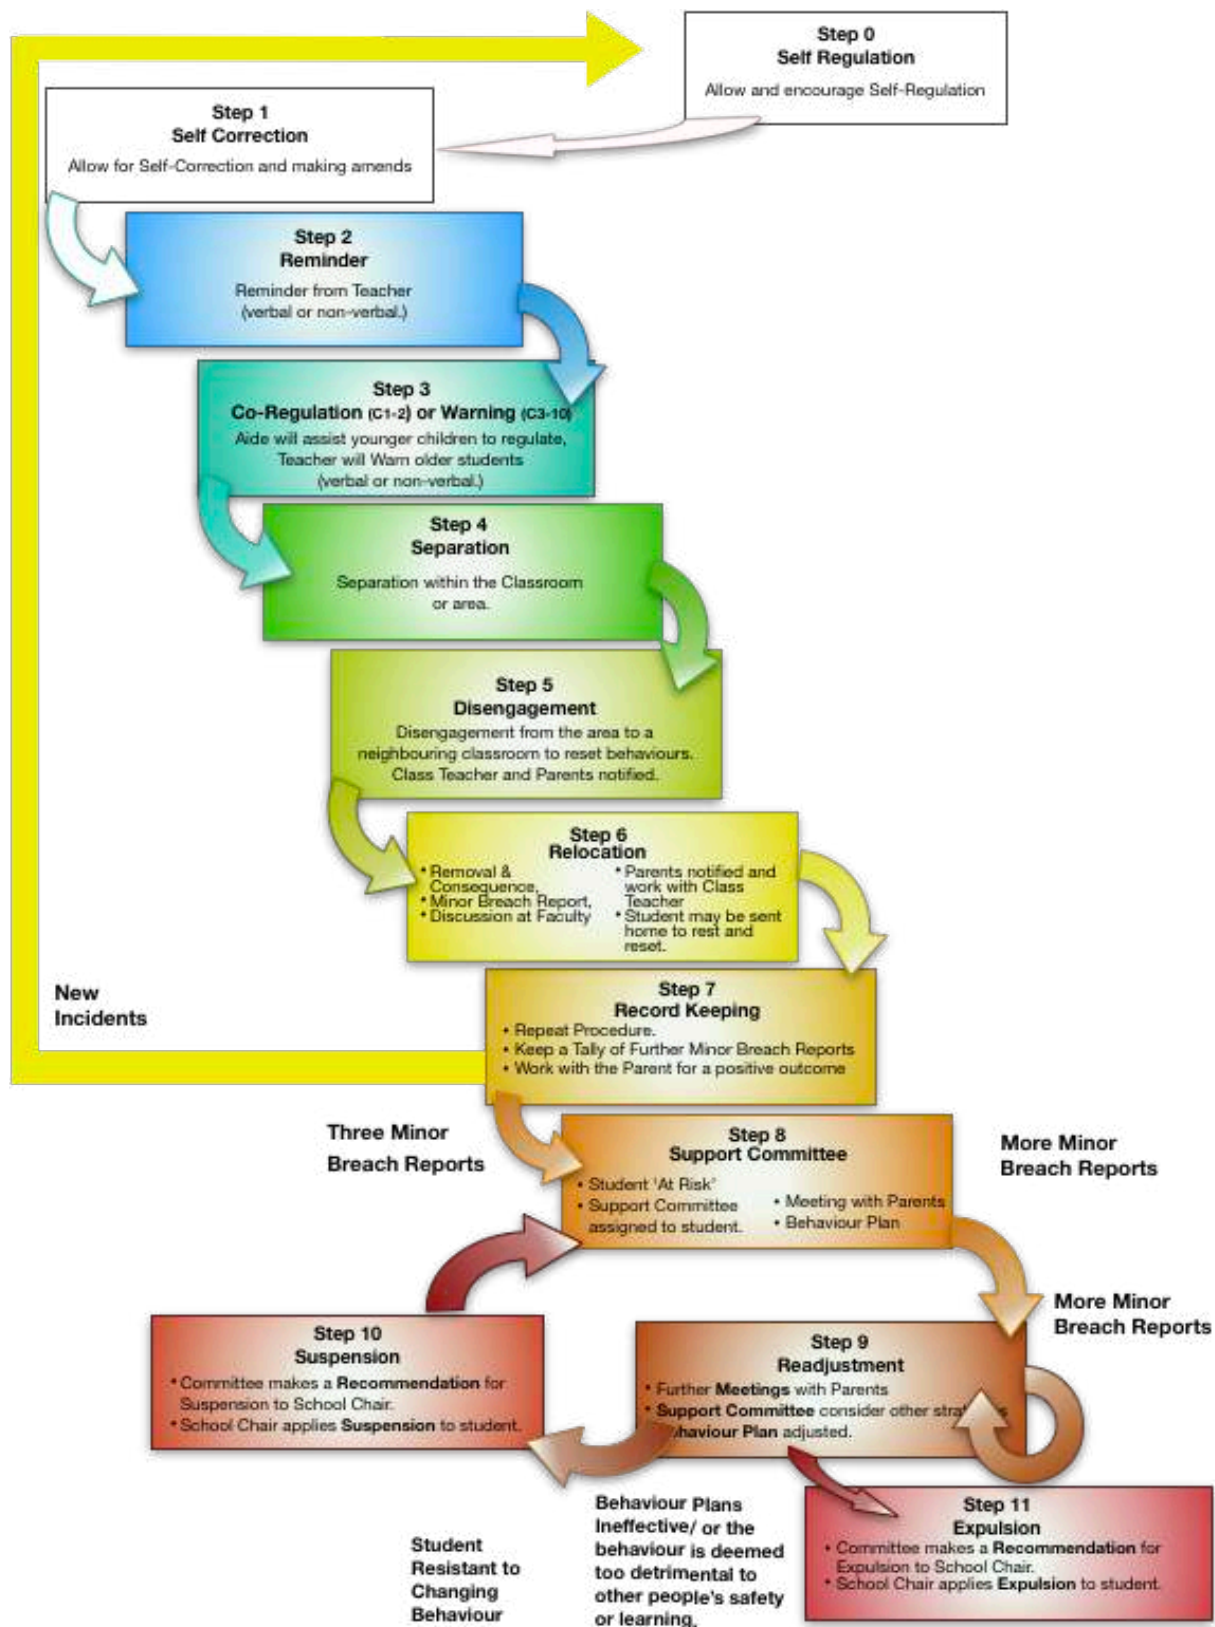 Step 0
Self Regulation
Allow and encourage Self-Regulation
Step 1
Self Correction
Allow for Self-Correction and making amends
Step 2
Reminder
Reminder from Teacher
(verbal or non-verbal.)
Step 3
Co-Regulation (C1-2) or Warning (C3-10)
Aide will assist younger children to regulate,
Teacher will Warn older students
(verbal or non-verbal.)
Step 4
Separation
Separation within the Classroom
or area.
Step 5
Disengagement
Disengagement from the area to a
neighbouring classroom to reset behaviours.
Class Teacher and Parents notified.
Step 6
Relocation
• Removal &
Consequence,
• Minor Breach Report,
• Discussion at Faculty
• Parents notified and
work with Class
Teacher
• Student may be sent
home to rest and
reset.
New
Incidents
Step 7
Record Keeping
• Repeat Procedure.
• Keep a Tally of Further Minor Breach Reports
• Work with the Parent for a positive outcome
Three Minor
Breach Reports
Step 8
Support Committee
• Student 'At Risk'
• Support Committee
assigned to student.
• Meeting with Parents
• Behaviour Plan
More Minor
Breach Reports
More Minor
Breach Reports
Step 10
Suspension
• Committee makes a Recommendation for
Suspension to School Chair.
• School Chair applies Suspension to student.
Step 9
Readjustment
• Further Meetings with Parents
• Support Committee consider other
Plan adjusted.
Student
Resistant to
Changing
Behaviour
Behaviour Plans
Ineffective/ or the
behaviour is deemed
too detrimental to
other people's safety
or learning.
Step 11
Expulsion
• Committee makes a Recommendation for
Expulsion to School Chair.
• School Chair applies Expulsion to student.